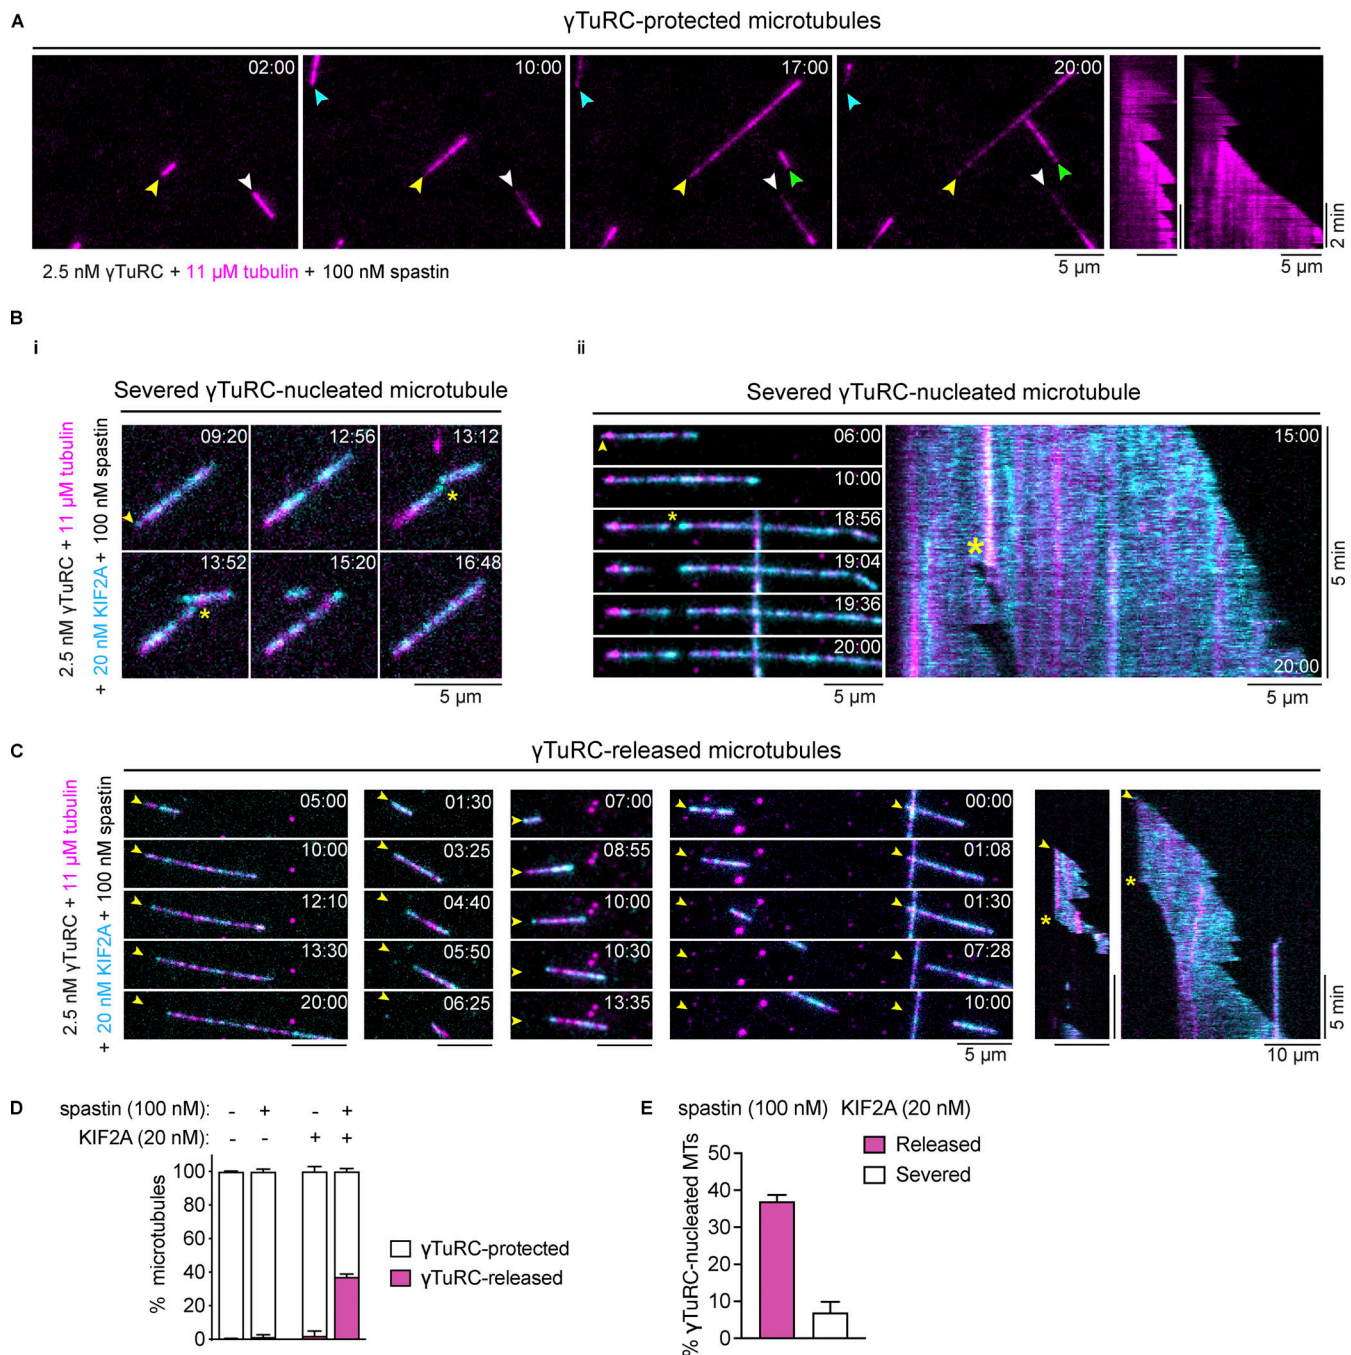 A
γTuRC-protected microtubules
02:00
10:00
17:00
20:00
2 min
5 µm
5 µm
2.5 nM γTuRC + 11 µM tubulin + 100 nM spastin
B
i
ii
Severed γTuRC-nucleated microtubule
Severed γTuRC-nucleated microtubule
2.5 nM γTuRC + 11 µM tubulin
+ 20 nM KIF2A + 100 nM spastin
09:20
12:56
13:12
*
13:52
15:20
16:48
*
5 µm
06:00
10:00
*
18:56
19:04
19:36
20:00
5 µm
15:00
*
20:00
5 min
5 µm
C
γTuRC-released microtubules
2.5 nM γTuRC + 11 µM tubulin
+ 20 nM KIF2A + 100 nM spastin
05:00
10:00
12:10
13:30
20:00
01:30
03:25
04:40
05:50
06:25
07:00
08:55
10:00
10:30
13:35
00:00
01:08
01:30
07:28
10:00
5 µm
*
*
5 min
10 µm
D
spastin (100 nM): - + - +
KIF2A (20 nM): - - + +
% microtubules
100
80
60
40
20
0
γTuRC-protected
γTuRC-released
E
spastin (100 nM) KIF2A (20 nM)
% γTuRC-nucleated MTs
50
40
30
20
10
0
Released
Severed